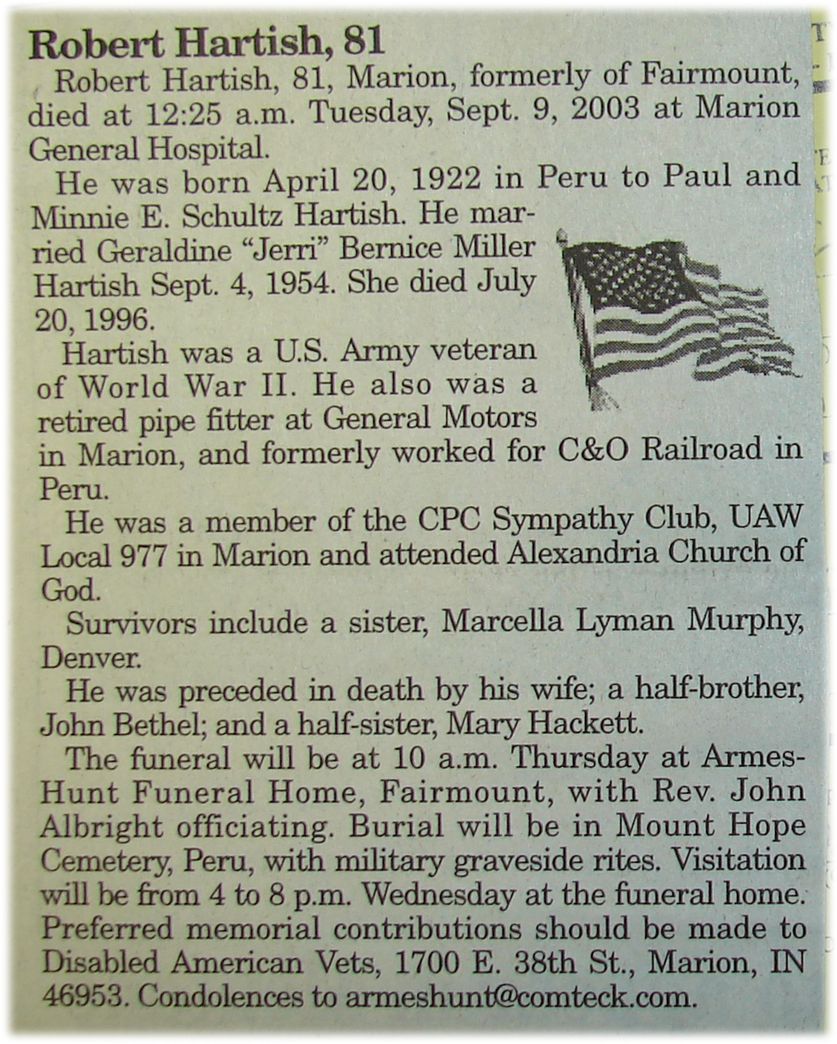 Robert Hartish, 81
Robert Hartish, 81, Marion, formerly of Fairmount,
died at 12:25 a.m. Tuesday, Sept. 9, 2003 at Marion
General Hospital.
He was born April 20, 1922 in Peru to Paul and
Minnie E. Schultz Hartish. He mar-
ried Geraldine “Jerri” Bernice Miller
Hartish Sept. 4, 1954. She died July
20, 1996.
Hartish was a U.S. Army veteran
of World War II. He also was a
retired pipe fitter at General Motors
in Marion, and formerly worked for C&O Railroad in
Peru.
He was a member of the CPC Sympathy Club, UAW
Local 977 in Marion and attended Alexandria Church of
God.
Survivors include a sister, Marcella Lyman Murphy,
Denver.
He was preceded in death by his wife; a half-brother,
John Bethel; and a half-sister, Mary Hackett.
The funeral will be at 10 a.m. Thursday at Armes-
Hunt Funeral Home, Fairmount, with Rev. John
Albright officiating. Burial will be in Mount Hope
Cemetery, Peru, with military graveside rites. Visitation
will be from 4 to 8 p.m. Wednesday at the funeral home.
Preferred memorial contributions should be made to
Disabled American Vets, 1700 E. 38th St., Marion, IN
46953. Condolences to armeshunt@comteck.com.